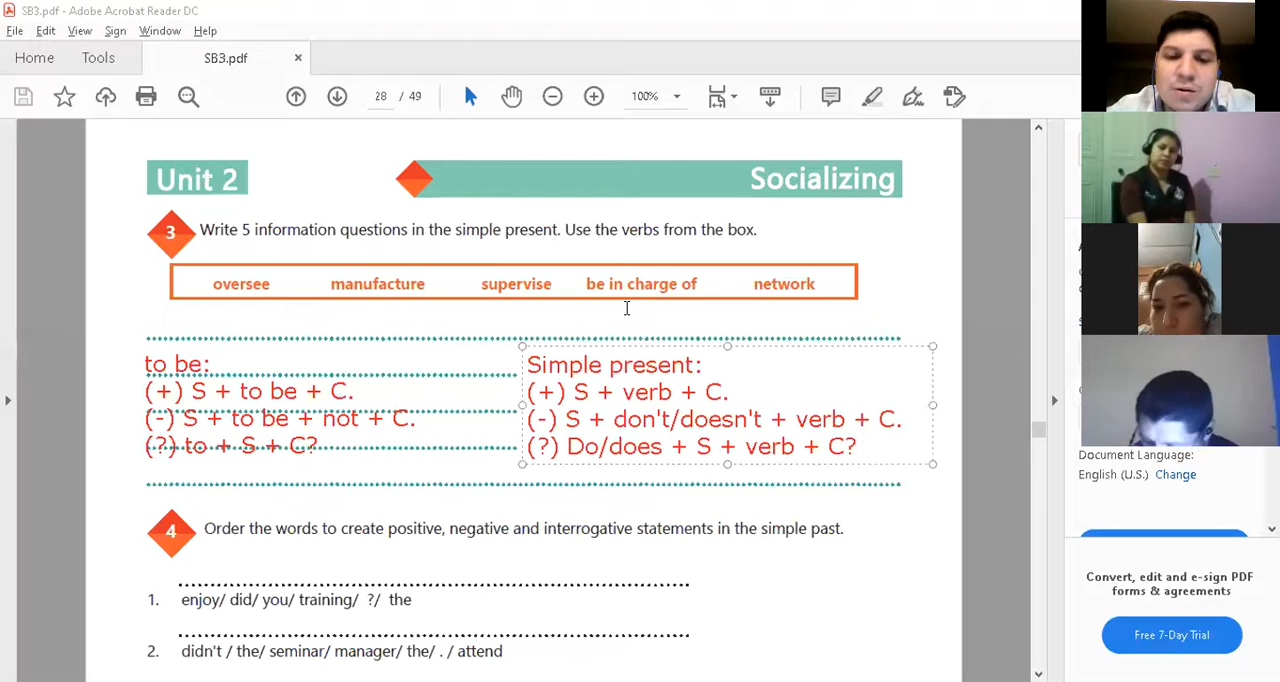 SB3.pdf - Adobe Acrobat Reader DC
File Edit View Sign Window Help
Home Tools SB3.pdf ×
28 / 49 100%
Unit 2 Socializing
3 Write 5 information questions in the simple present. Use the verbs from the box.
oversee manufacture supervise be in charge of network
to be:
(+) S + to be + C.
(-) S + to be + not + C.
(?) to + S + C?
Simple present:
(+) S + verb + C.
(-) S + don't/doesn't + verb + C.
(?) Do/does + S + verb + C?
4 Order the words to create positive, negative and interrogative statements in the simple past.
1. enjoy/ did/ you/ training/ ?/ the
2. didn't / the/ seminar/ manager/ the/ . / attend
Document Language:
English (U.S.) Change
Convert, edit and e-sign PDF
forms & agreements
Free 7-Day Trial